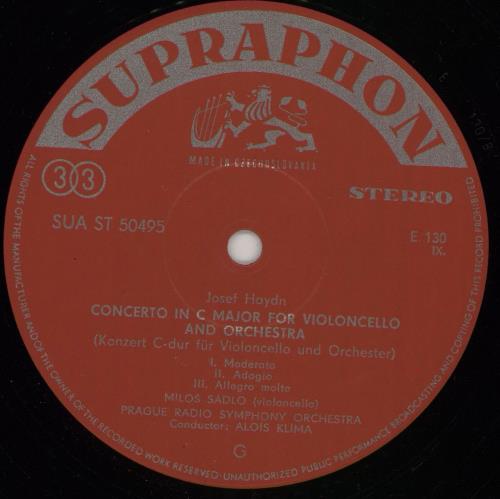 SUPRAPHON
MADE IN CZECHOSLOVAKIA
33
STEREO
SUA ST 50495
E 130
IX.
Josef Haydn
CONCERTO IN C MAJOR FOR VIOLONCELLO
AND ORCHESTRA
(Konzert C-dur für Violoncello und Orchester)
I. Moderato
II. Adagio
III. Allegro molto
MILOŠ SÁDLO (violoncello)
PRAGUE RADIO SYMPHONY ORCHESTRA
Conductor: ALOIS KLÍMA
G
ALL RIGHTS OF THE MANUFACTURER AND OF THE OWNER OF THE RECORDED WORK RESERVED·UNAUTHORIZED PUBLIC PERFORMANCE BROADCASTING AND COPYING OF THIS RECORD PROHIBITED